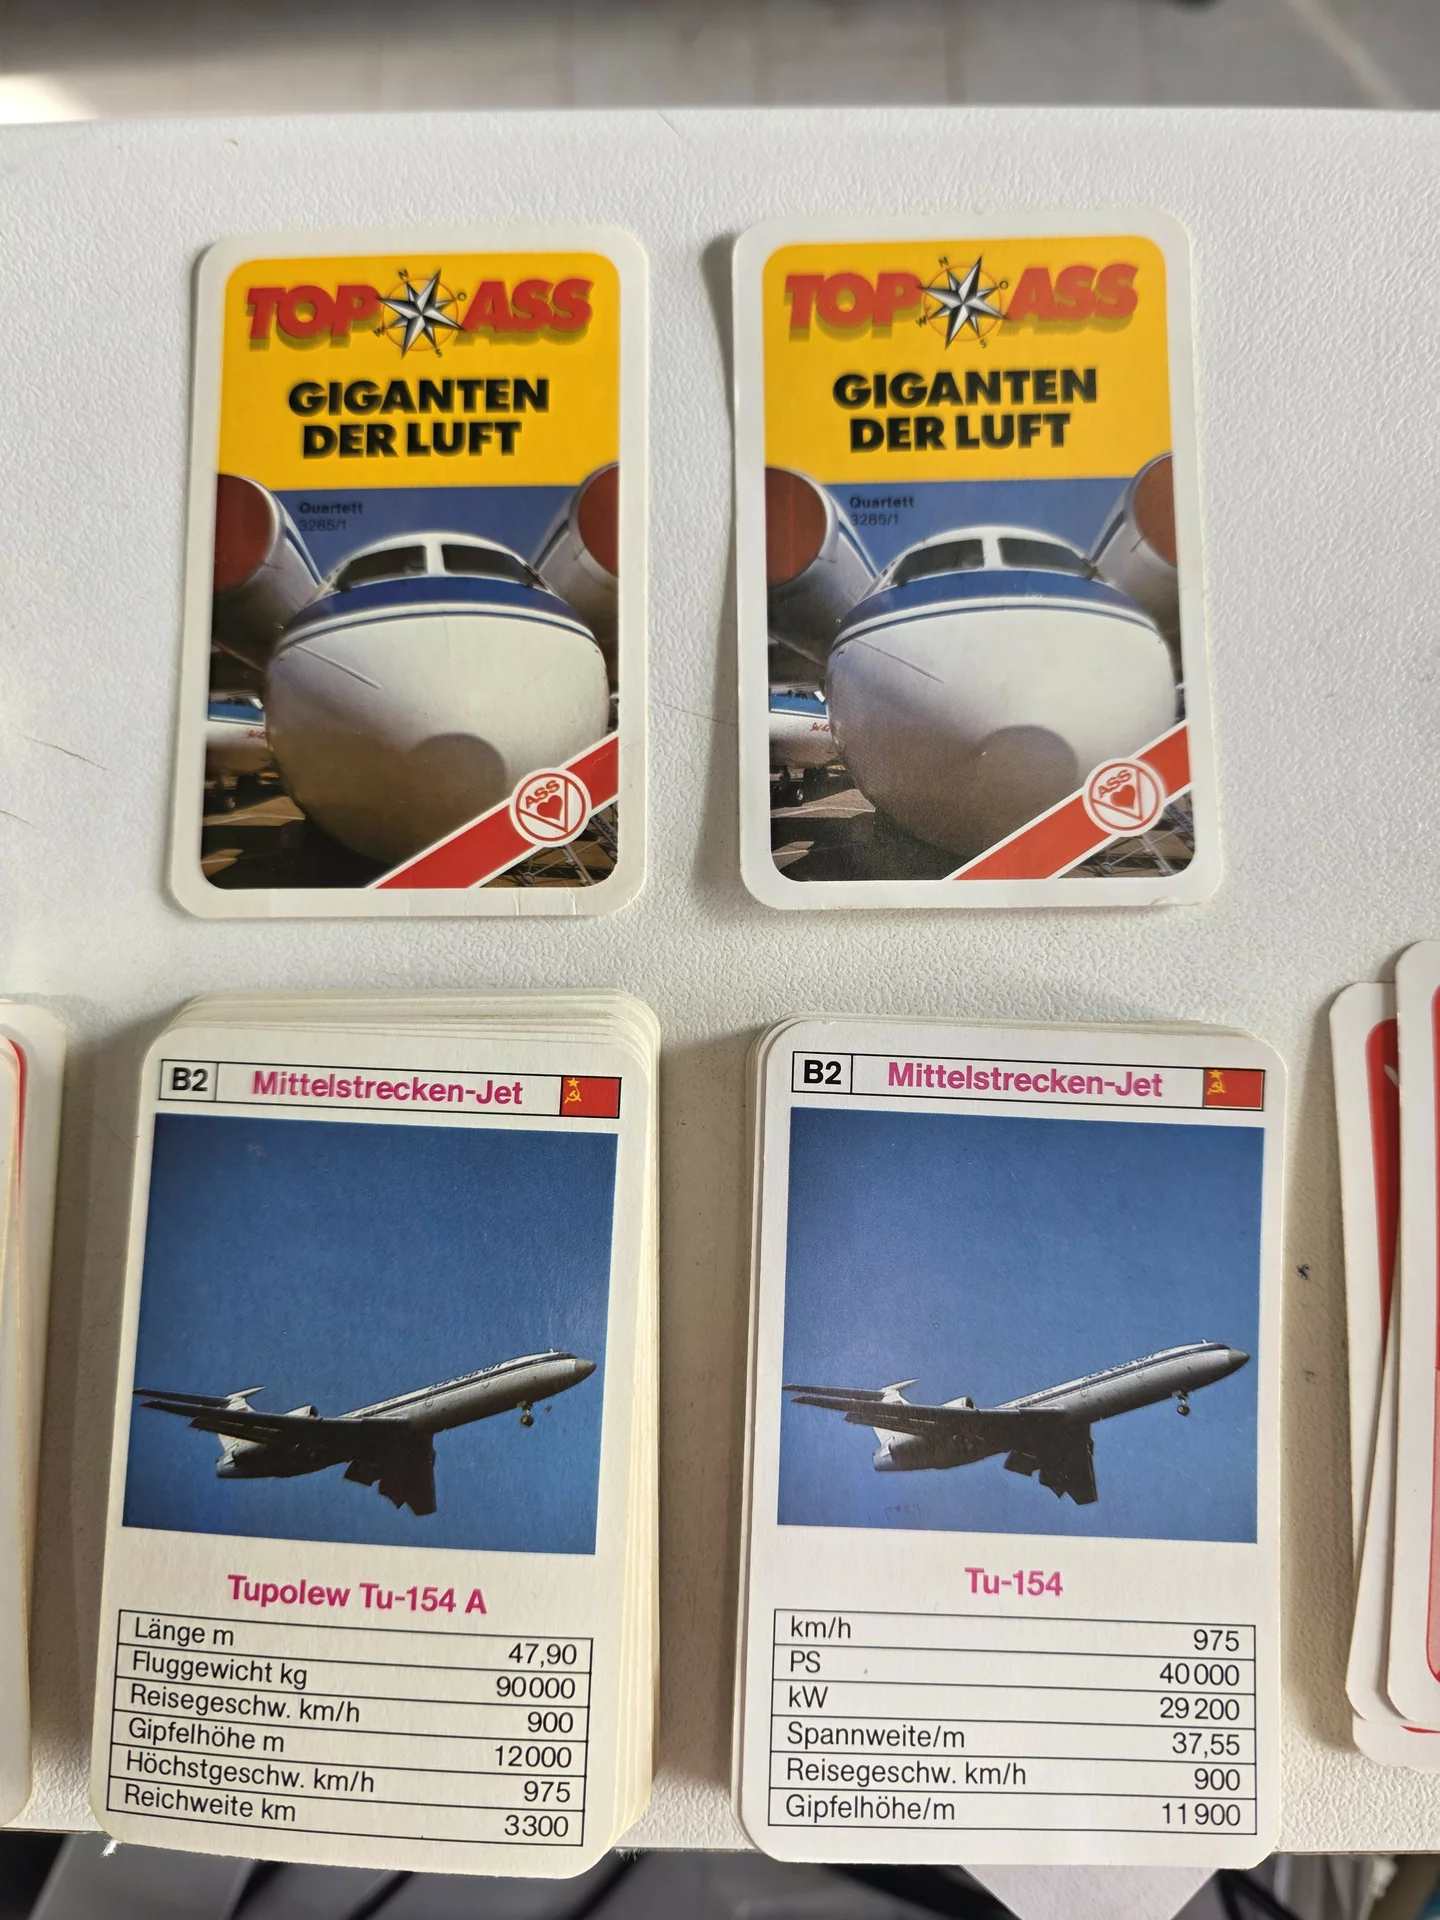 TOP ASS
N
O
W
S
GIGANTEN
DER LUFT
Quartett
3285/1
ASS
TOP ASS
N
O
W
S
GIGANTEN
DER LUFT
Quartett
3285/1
ASS
B2 Mittelstrecken-Jet
Tupolew Tu-154 A
Länge m 47,90
Fluggewicht kg 90000
Reisegeschw. km/h 900
Gipfelhöhe m 12000
Höchstgeschw. km/h 975
Reichweite km 3300
B2 Mittelstrecken-Jet
Tu-154
km/h 975
PS 40000
kW 29200
Spannweite/m 37,55
Reisegeschw. km/h 900
Gipfelhöhe/m 11900